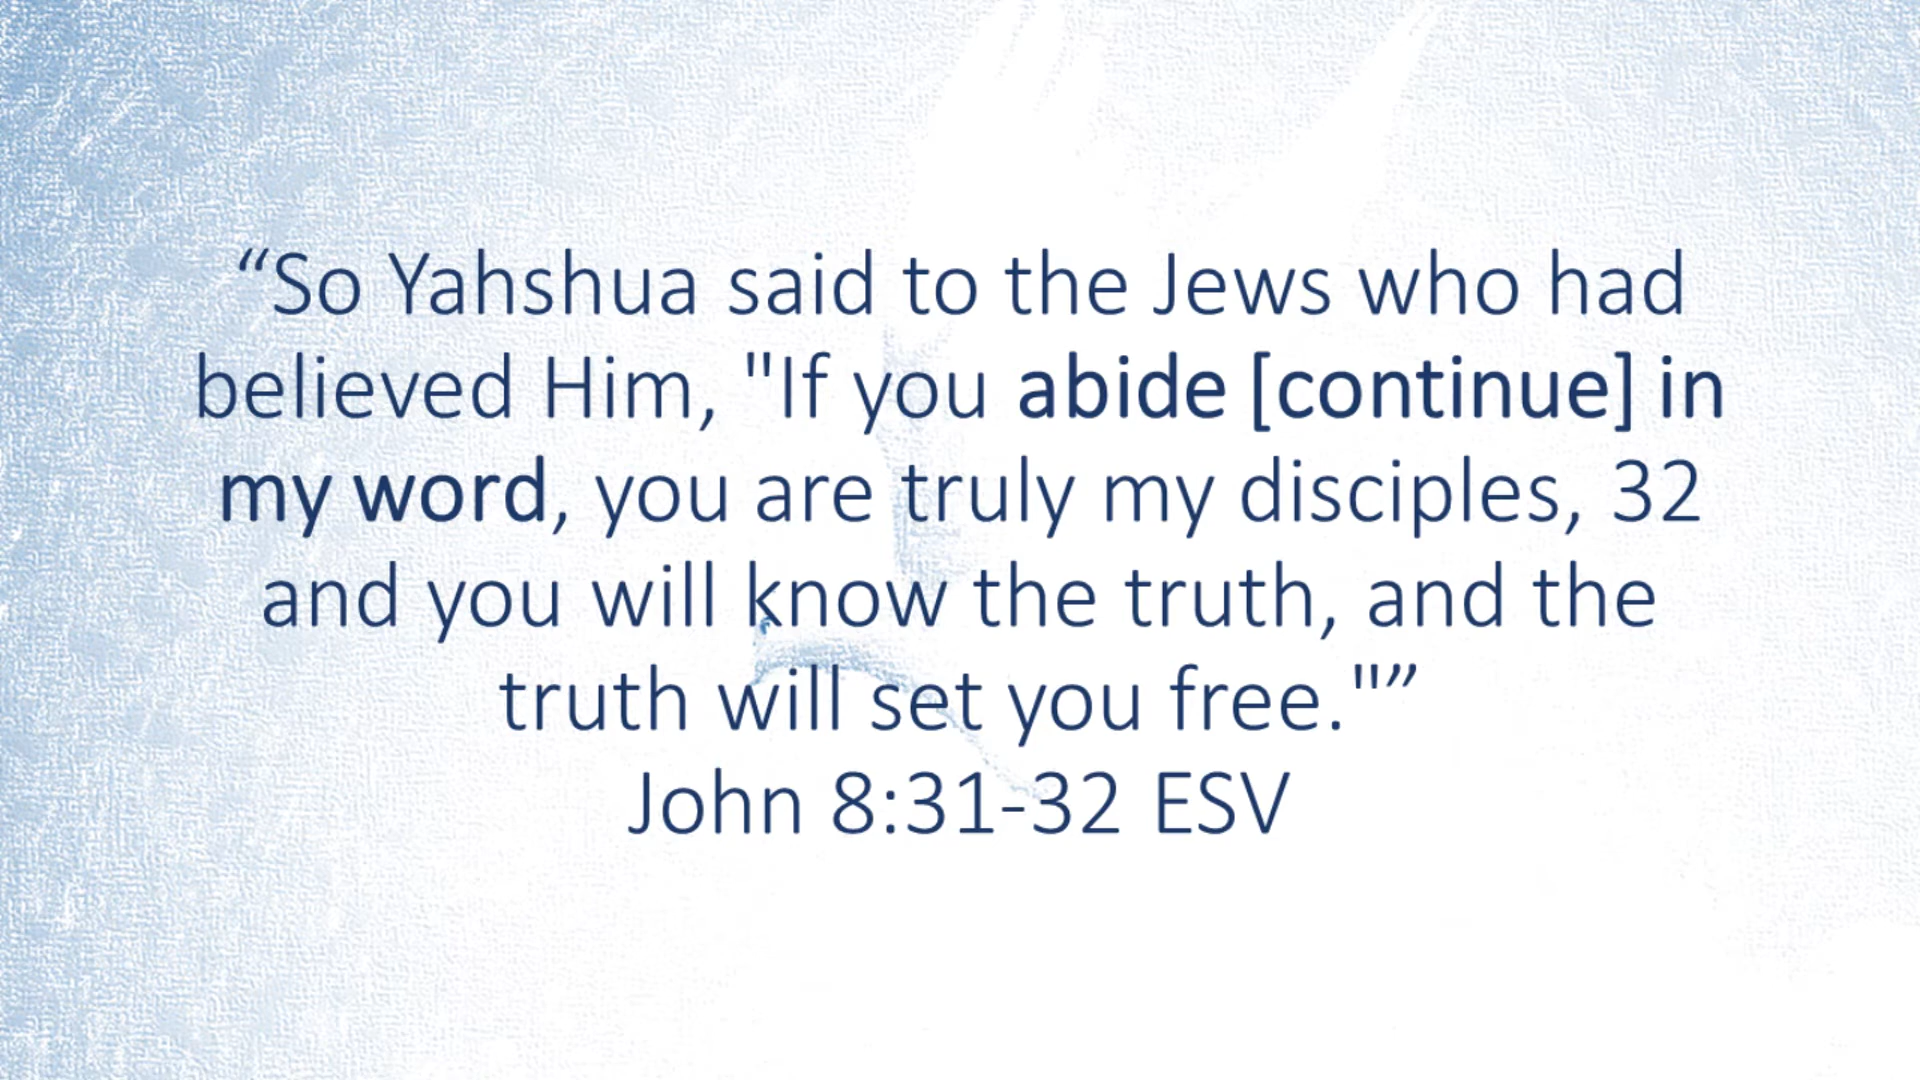 “So Yahshua said to the Jews who had
believed Him, "If you abide [continue] in
my word, you are truly my disciples, 32
and you will know the truth, and the
truth will set you free."”
John 8:31-32 ESV